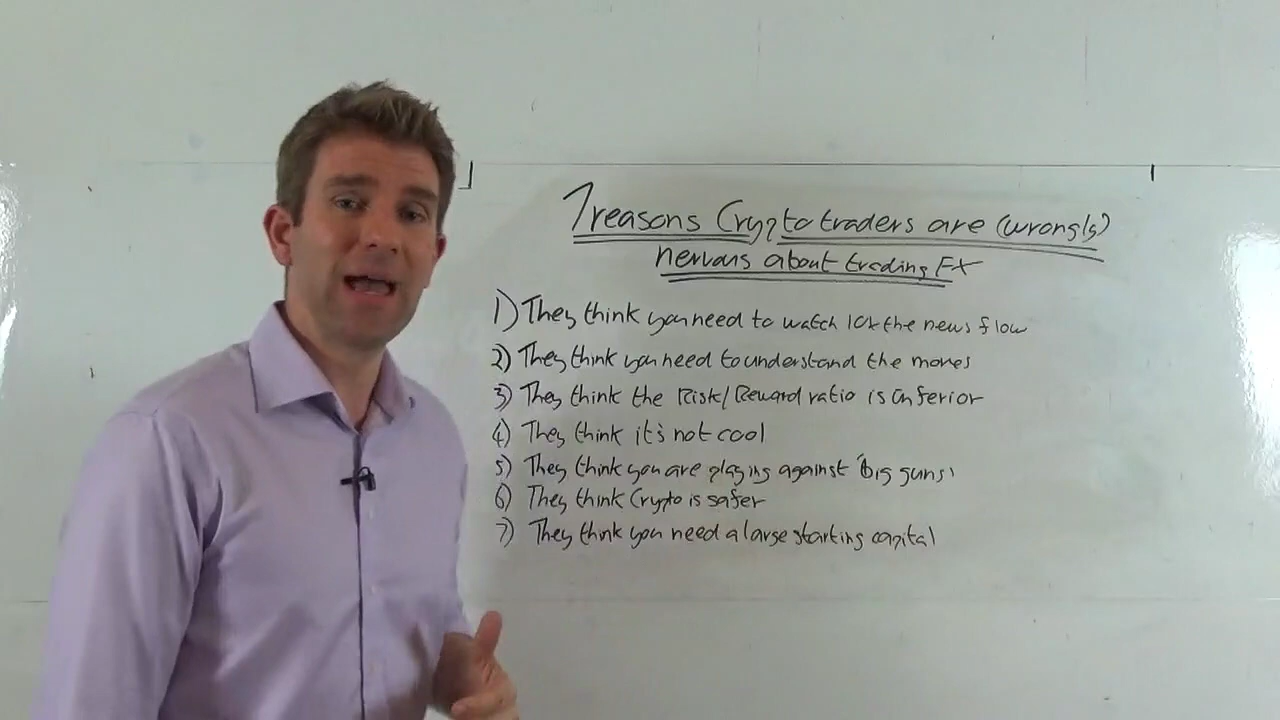 7 reasons Crypto traders are (wrongly)
nervous about trading FX
1) They think you need to watch lots the news flow
2) They think you need to understand the moves
3) They think the Risk/Reward ratio is inferior
4) They think it's not cool
5) They think you are playing against 'big guns'
6) They think Crypto is safer
7) They think you need a large starting capital